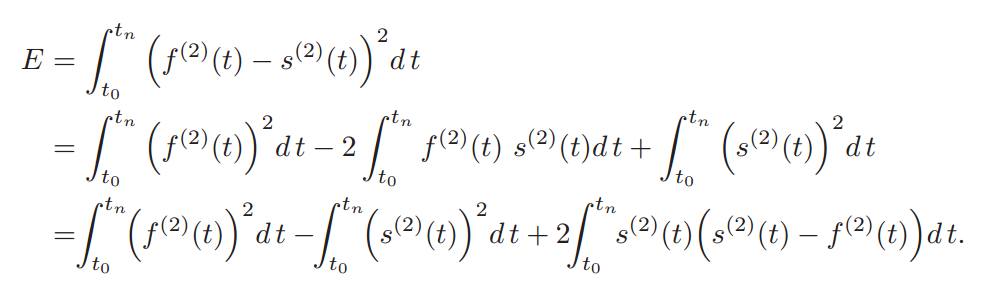 E = ∫_{t_0}^{t_n} (f^{(2)}(t) − s^{(2)}(t))^2 dt
= ∫_{t_0}^{t_n} (f^{(2)}(t))^2 dt − 2 ∫_{t_0}^{t_n} f^{(2)}(t) s^{(2)}(t)dt + ∫_{t_0}^{t_n} (s^{(2)}(t))^2 dt
= ∫_{t_0}^{t_n} (f^{(2)}(t))^2 dt − ∫_{t_0}^{t_n} (s^{(2)}(t))^2 dt + 2 ∫_{t_0}^{t_n} s^{(2)}(t)(s^{(2)}(t) − f^{(2)}(t))dt.